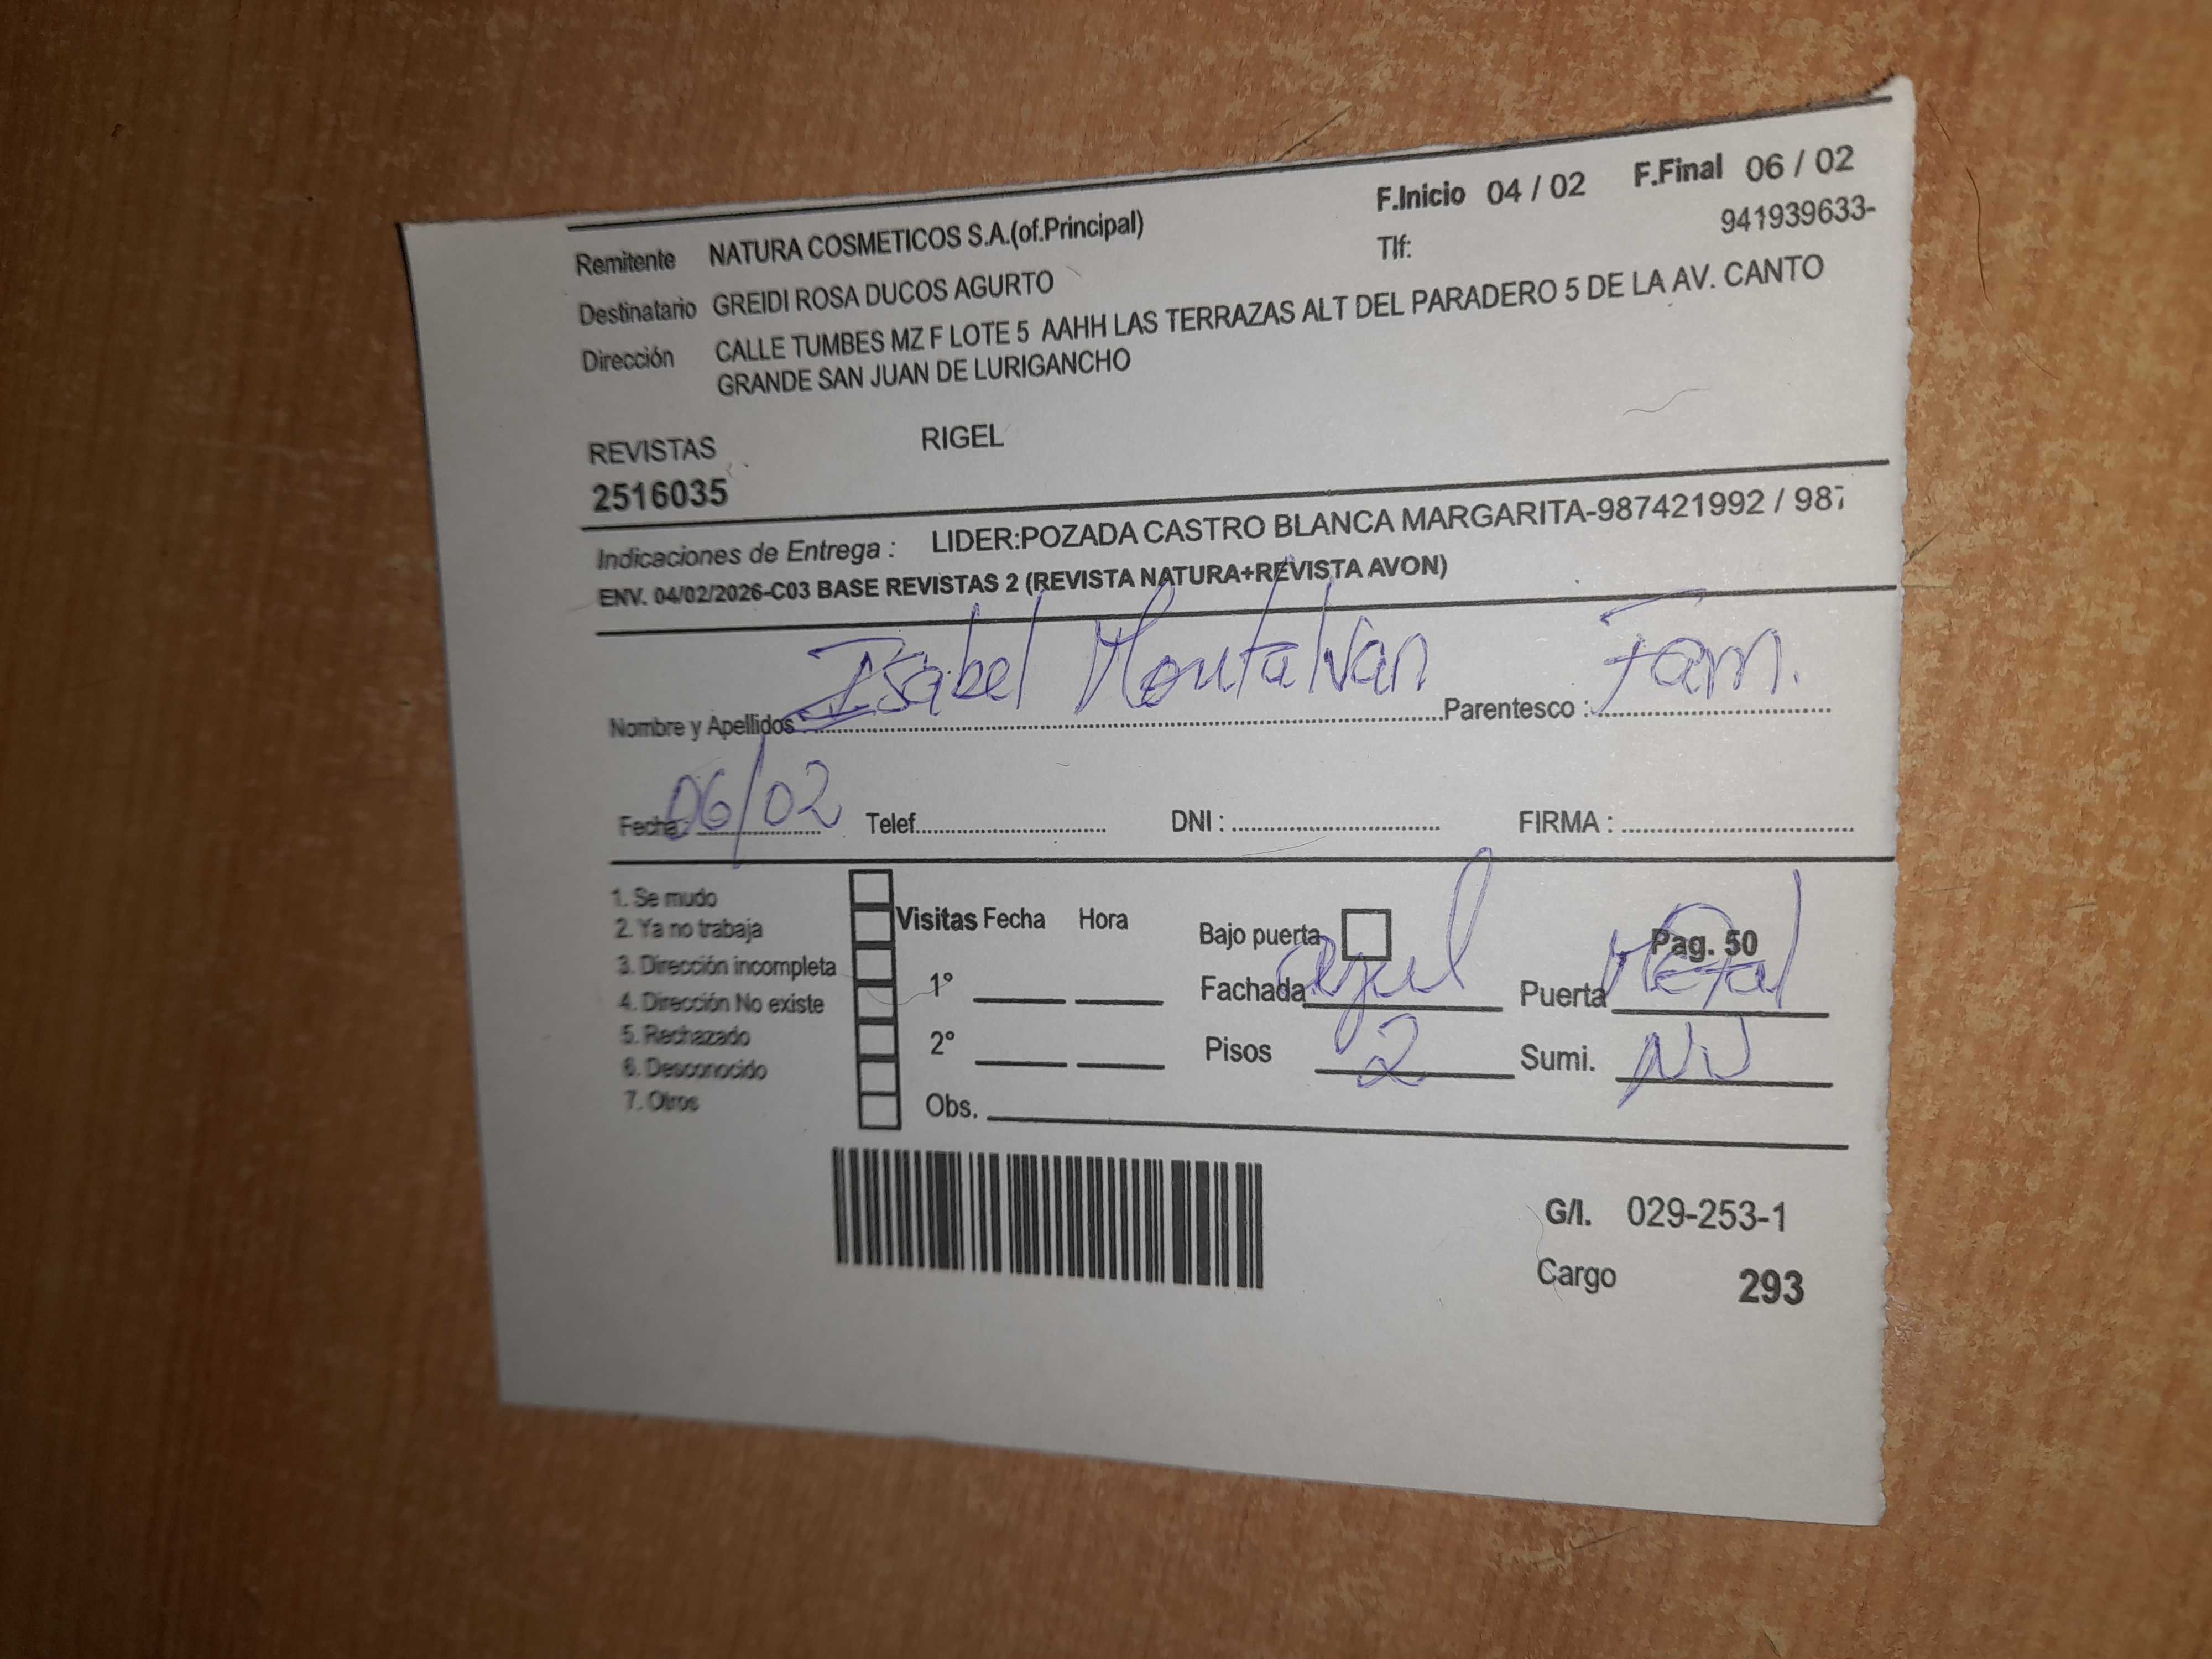 F.Inicio 04 / 02 F.Final 06 / 02
Remitente NATURA COSMETICOS S.A.(of.Principal) Tlf: 941939633-
Destinatario GREIDI ROSA DUCOS AGURTO
Dirección CALLE TUMBES MZ F LOTE 5 AAHH LAS TERRAZAS ALT DEL PARADERO 5 DE LA AV. CANTO
GRANDE SAN JUAN DE LURIGANCHO
REVISTAS RIGEL
2516035
Indicaciones de Entrega : LIDER:POZADA CASTRO BLANCA MARGARITA-987421992 / 987
ENV. 04/02/2026-C03 BASE REVISTAS 2 (REVISTA NATURA+REVISTA AVON)
Nombre y Apellidos Isabel Montalvan Parentesco : Fam.
Fecha: 06/02 Telef. DNI : FIRMA :
1. Se mudo
2. Ya no trabaja
3. Dirección incompleta
4. Dirección No existe
5. Rechazado
6. Desconocido
7. Otros
Visitas Fecha Hora
1°
2°
Obs.
Bajo puerta Pag. 50
Fachada azul Puerta Metal
Pisos 2 Sumi.
G/I. 029-253-1
Cargo 293